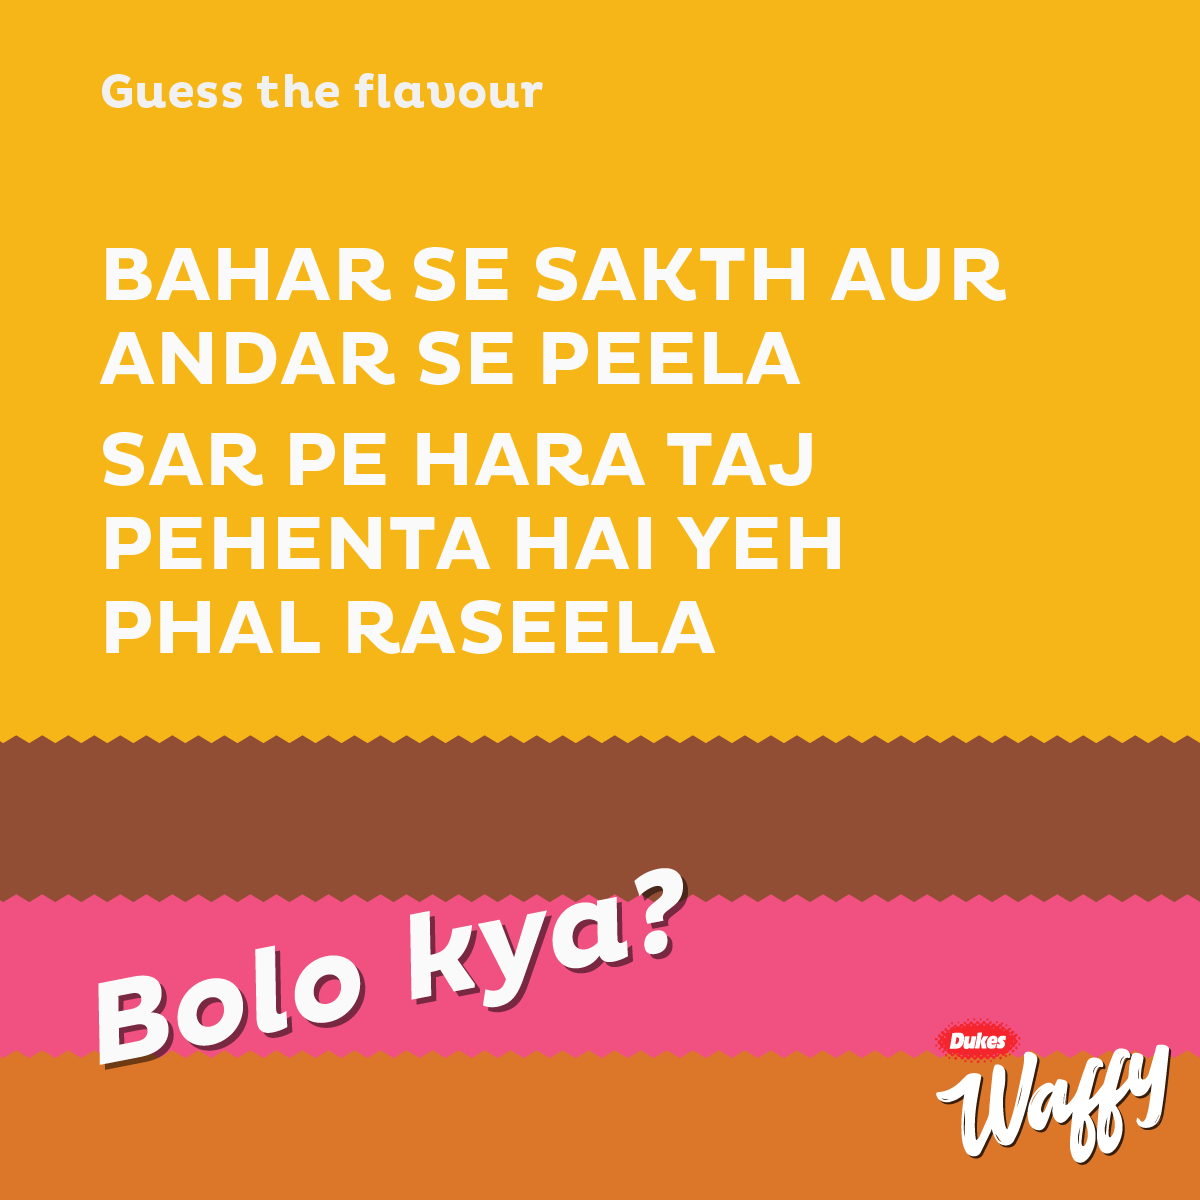 Guess the flavour
BAHAR SE SAKTH AUR
ANDAR SE PEELA
SAR PE HARA TAJ
PEHENTA HAI YEH
PHAL RASEELA
Bolo kya?
Dukes
Waffy